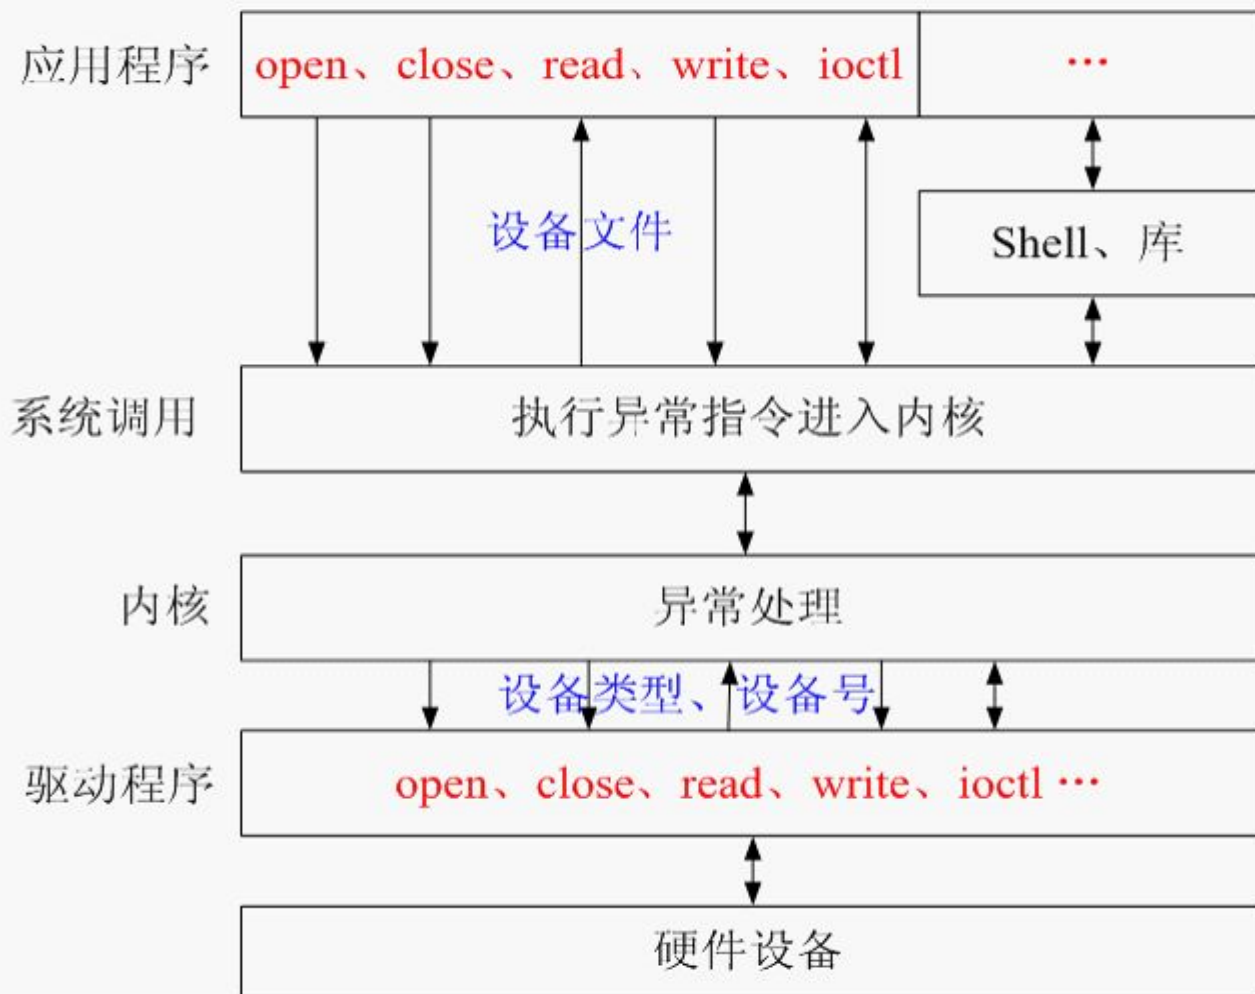 应用程序 open、close、read、write、ioctl …
设备文件
Shell、库
系统调用 执行异常指令进入内核
内核 异常处理
设备类型、设备号
驱动程序 open、close、read、write、ioctl …
硬件设备